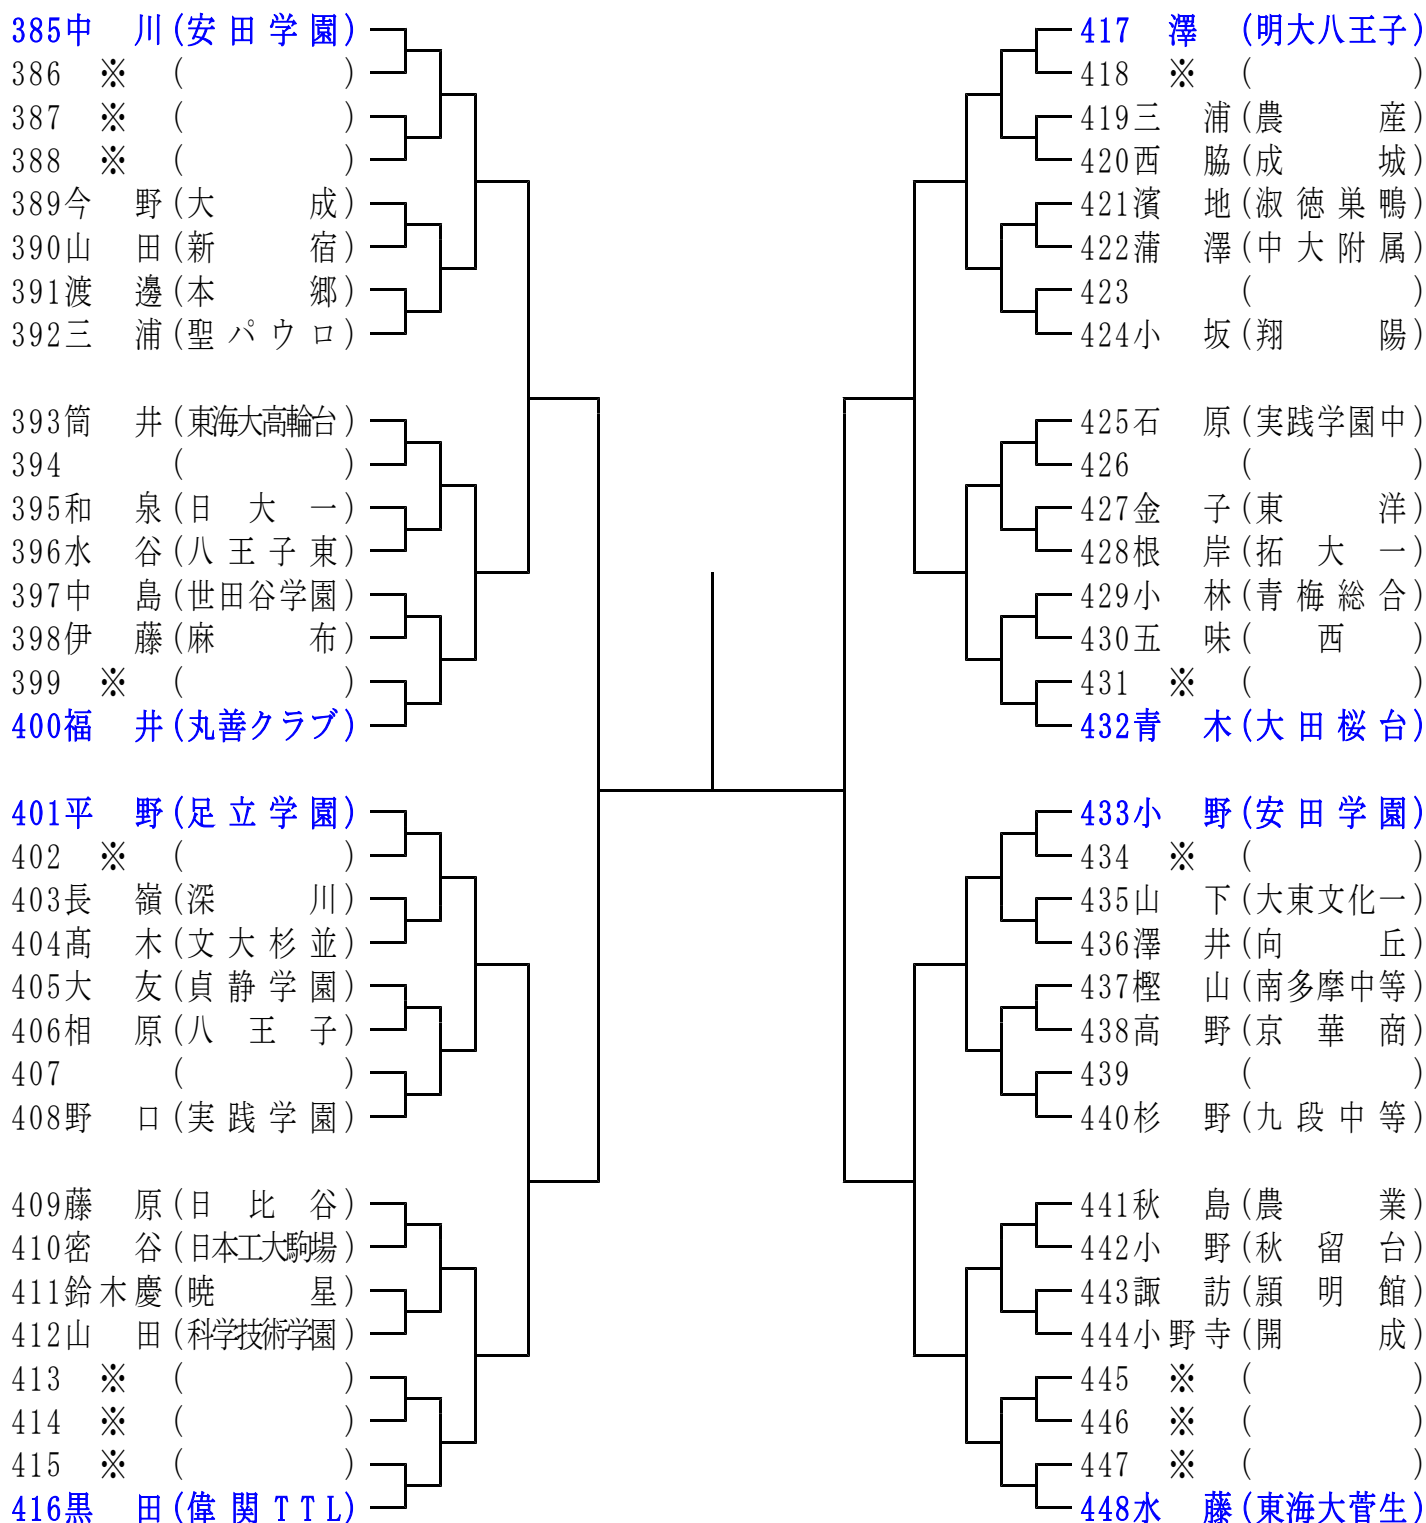 385中　川(安田学園)
386　※　(　　　　)
387　※　(　　　　)
388　※　(　　　　)
389今　野(大　　成)
390山　田(新　　宿)
391渡　邊(本　　郷)
392三　浦(聖パウロ)
393筒　井(東海大高輪台)
394　　　(　　　　)
395和　泉(日　大　一)
396水　谷(八王子東)
397中　島(世田谷学園)
398伊　藤(麻　　布)
399　※　(　　　　)
400福　井(丸善クラブ)
401平　野(足立学園)
402　※　(　　　　)
403長　嶺(深　　川)
404髙　木(文大杉並)
405大　友(貞静学園)
406相　原(八　王　子)
407　　　(　　　　)
408野　口(実践学園)
409藤　原(日　比　谷)
410密　谷(日本工大駒場)
411鈴木慶(暁　　星)
412山　田(科学技術学園)
413　※　(　　　　)
414　※　(　　　　)
415　※　(　　　　)
416黒　田(偉関TTL)
417　澤　(明大八王子)
418　※　(　　　　)
419三　浦(農　　産)
420西　脇(成　　城)
421濱　地(淑徳巣鴨)
422蒲　澤(中大附属)
423　　　(　　　　)
424小　坂(翔　　陽)
425石　原(実践学園中)
426　　　(　　　　)
427金　子(東　　洋)
428根　岸(拓　大　一)
429小　林(青梅総合)
430五　味(　西　)
431　※　(　　　　)
432青　木(大田桜台)
433小　野(安田学園)
434　※　(　　　　)
435山　下(大東文化一)
436澤　井(向　　丘)
437樫　山(南多摩中等)
438高　野(京　華　商)
439　　　(　　　　)
440杉　野(九段中等)
441秋　島(農　　業)
442小　野(秋　留　台)
443諏　訪(頴　明　館)
444小野寺(開　　成)
445　※　(　　　　)
446　※　(　　　　)
447　※　(　　　　)
448水　藤(東海大菅生)